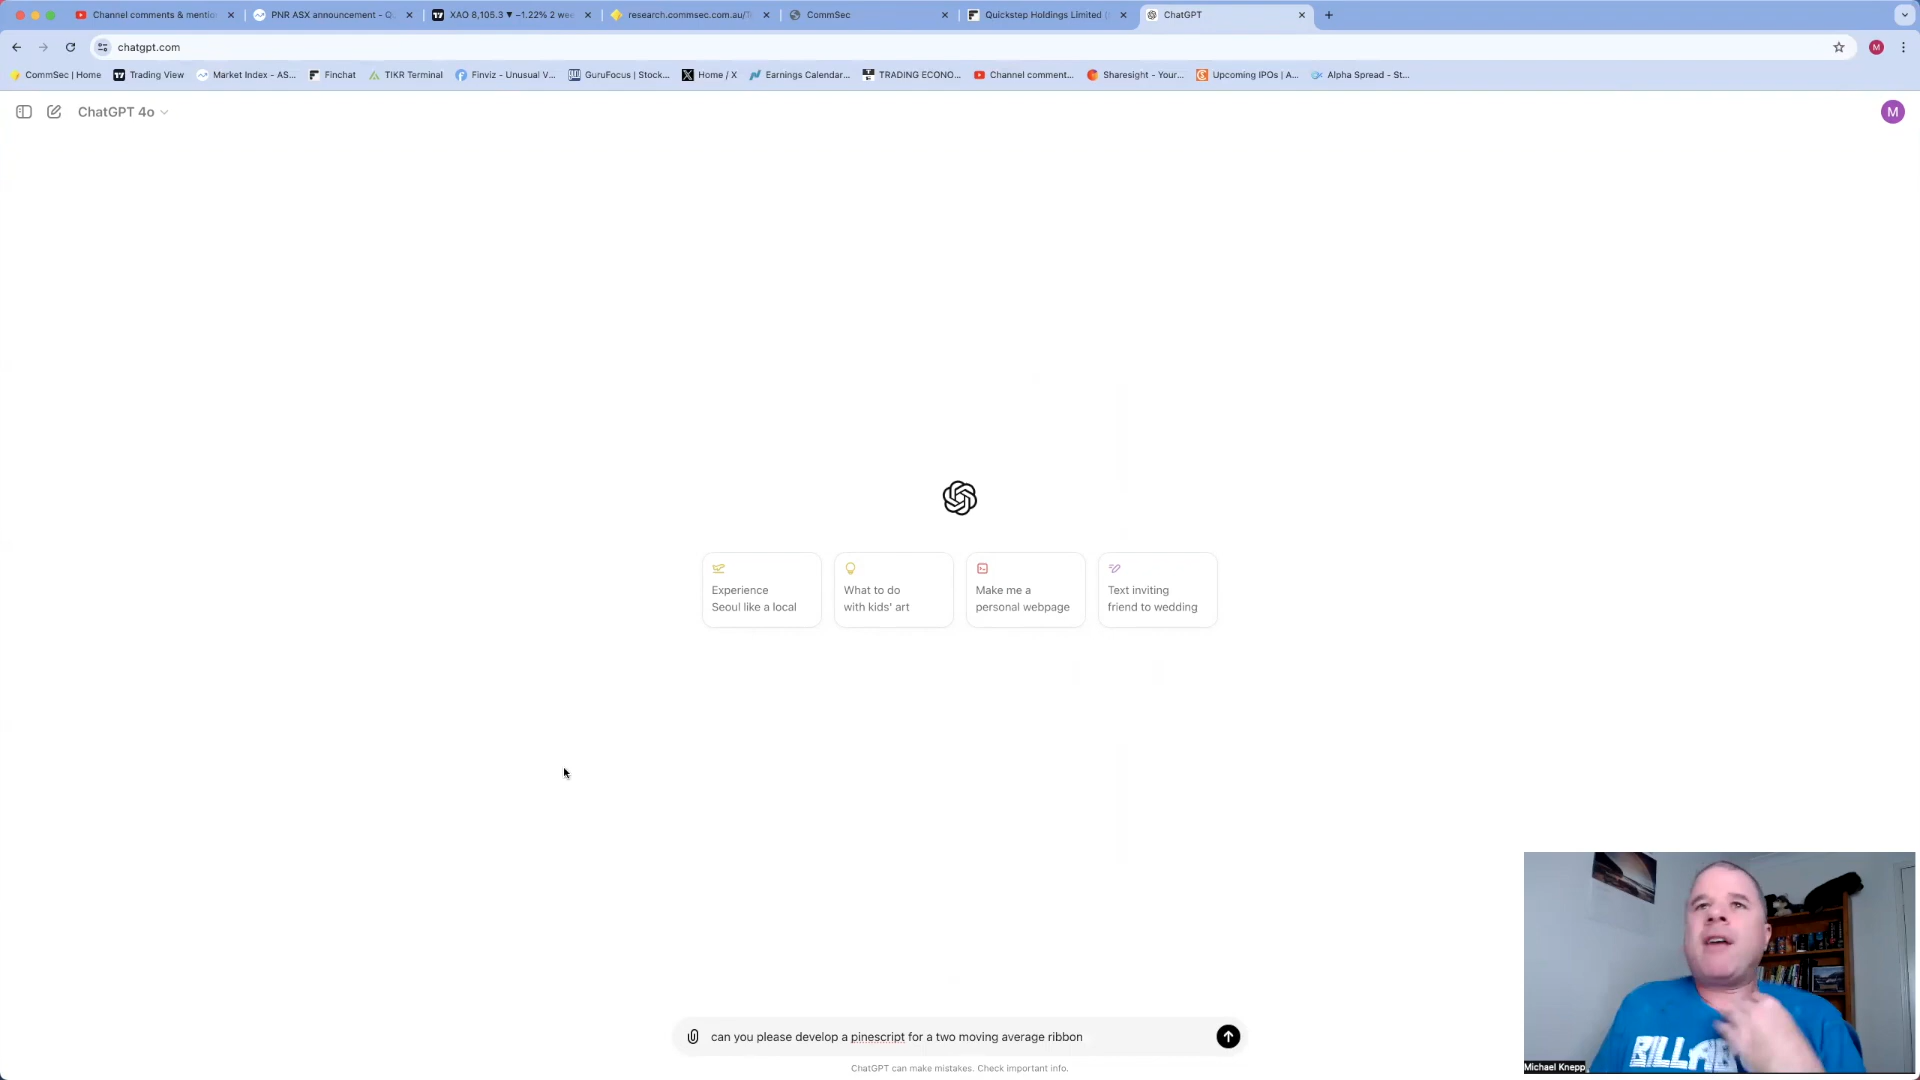 Channel comments & mentio
PNR ASX announcement - Q
XAO 8,105.3 ▼ −1.22% 2 wee
research.commsec.com.au/T
CommSec
Quickstep Holdings Limited (
ChatGPT
chatgpt.com
M
CommSec | Home
Trading View
Market Index - AS...
Finchat
TIKR Terminal
Finviz - Unusual V...
GuruFocus | Stock...
Home / X
Earnings Calendar...
TRADING ECONO...
Channel comment...
Sharesight - Your...
Upcoming IPOs | A...
Alpha Spread - St...
ChatGPT 4o
M
Experience
Seoul like a local
What to do
with kids' art
Make me a
personal webpage
Text inviting
friend to wedding
can you please develop a pinescript for a two moving average ribbon
ChatGPT can make mistakes. Check important info.
Michael Knepp